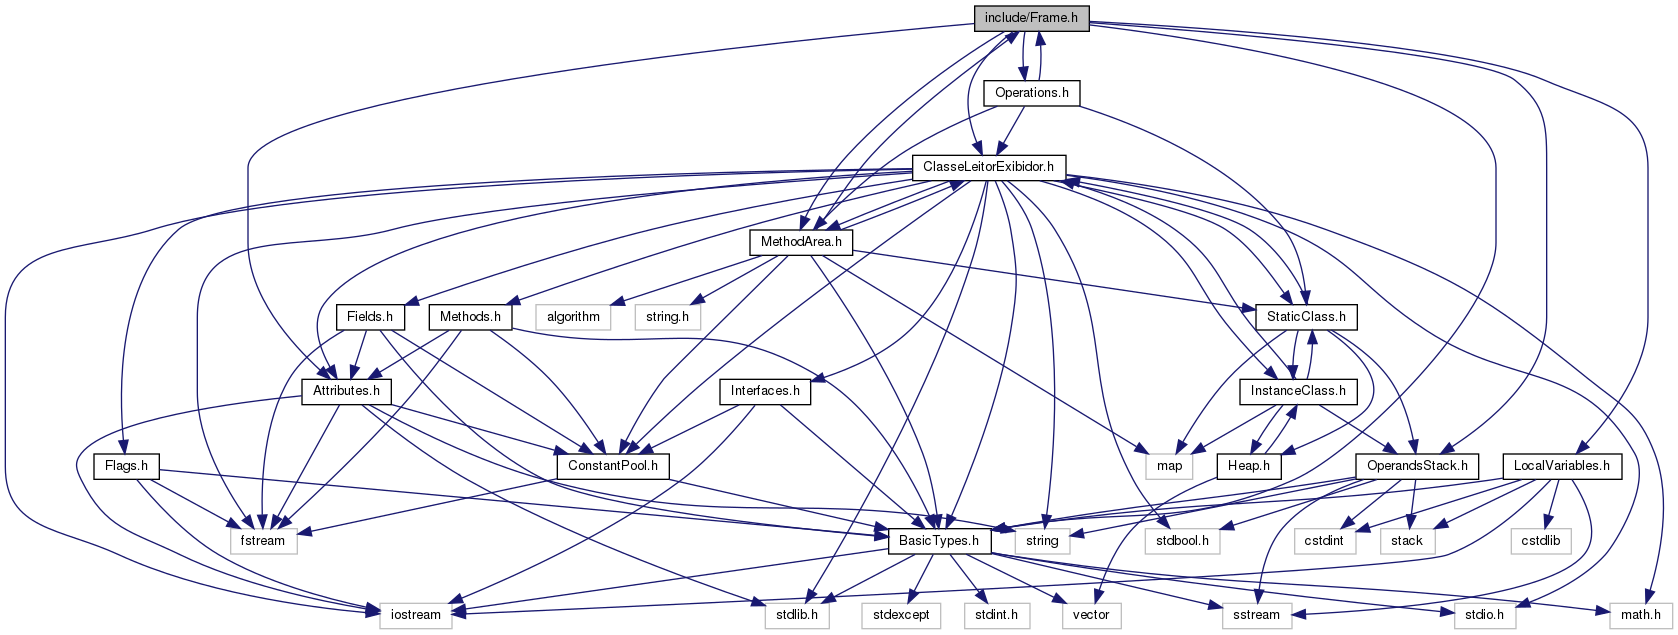 include/Frame.h
Operations.h
ClasseLeitorExibidor.h
MethodArea.h
Fields.h
Methods.h
algorithm
string.h
StaticClass.h
Attributes.h
Interfaces.h
InstanceClass.h
Flags.h
ConstantPool.h
map
Heap.h
OperandsStack.h
LocalVariables.h
fstream
BasicTypes.h
string
stdbool.h
cstdint
stack
cstdlib
iostream
stdlib.h
stdexcept
stdint.h
vector
sstream
stdio.h
math.h